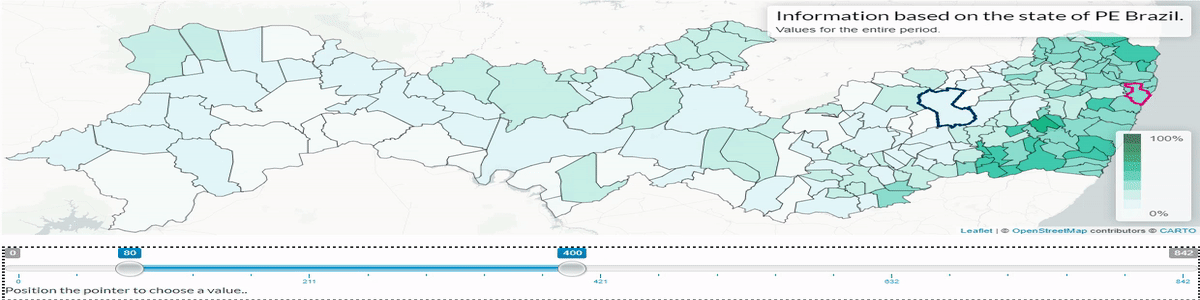 Information based on the state of PE Brazil.
Values for the entire period.
100%
0%
Leaflet | © OpenStreetMap contributors © CARTO
0 80 400 842
0 211 421 632 842
Position the pointer to choose a value..